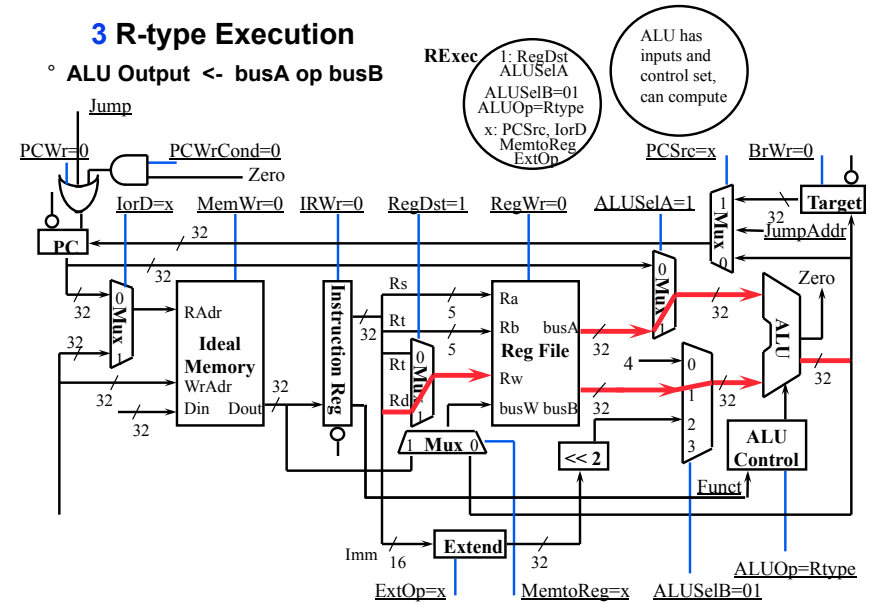 3 R-type Execution
° ALU Output <- busA op busB
RExec
1: RegDst
ALUSelA
ALUSelB=01
ALUOp=Rtype
x: PCSrc, IorD
MemtoReg
ExtOp
ALU has
inputs and
control set,
can compute
Jump
PCWr=0
PCWrCond=0
Zero
PCSrc=x
BrWr=0
IorD=x
MemWr=0
IRWr=0
RegDst=1
RegWr=0
ALUSelA=1
PC
32
32
32
32
32
32
32
Target
JumpAddr
1
Mux
0
0
Mux
1
RAdr
Ideal
Memory
WrAdr
Din
Dout
32
Instruction Reg
32
Rs
Rt
Rt
Rd
5
5
0
Mux
1
Ra
Rb
busA
Reg File
Rw
busW
busB
32
32
0
Mux
1
32
4
0
1
2
3
32
Zero
ALU
32
1 Mux 0
<< 2
ALU
Control
Funct
Imm
16
Extend
32
ExtOp=x
MemtoReg=x
ALUSelB=01
ALUOp=Rtype